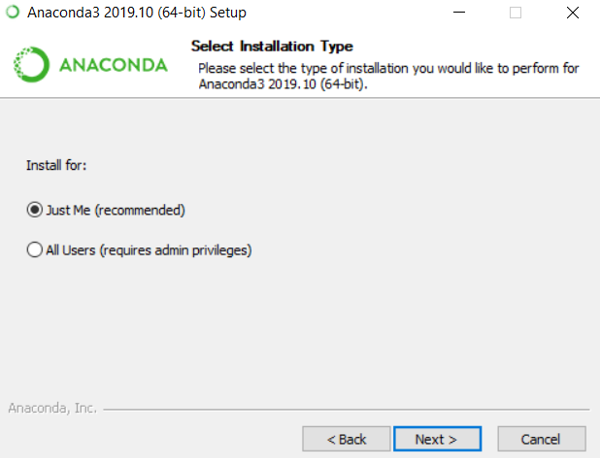 Anaconda3 2019.10 (64-bit) Setup
ANACONDA
Select Installation Type
Please select the type of installation you would like to perform for
Anaconda3 2019.10 (64-bit).
Install for:
Just Me (recommended)
All Users (requires admin privileges)
Anaconda, Inc.
< Back Next > Cancel